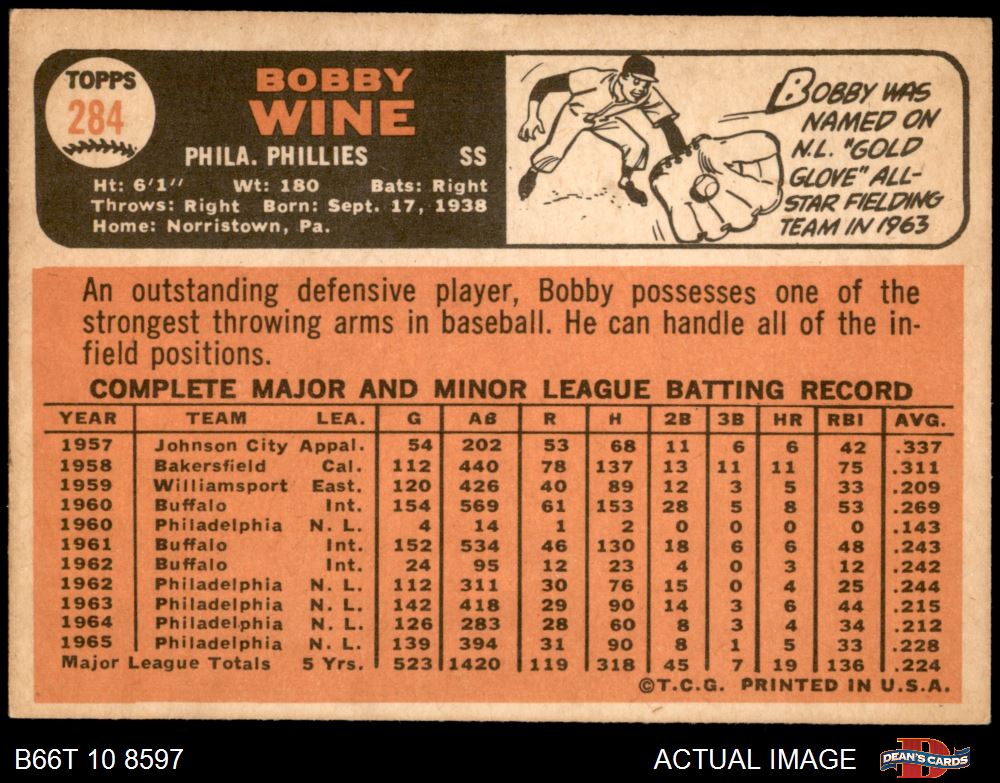 TOPPS
284
BOBBY
WINE
PHILA. PHILLIES SS
Ht: 6'1" Wt: 180 Bats: Right
Throws: Right Born: Sept. 17, 1938
Home: Norristown, Pa.
BOBBY WAS
NAMED ON
N.L. "GOLD
GLOVE" ALL-
STAR FIELDING
TEAM IN 1963
An outstanding defensive player, Bobby possesses one of the
strongest throwing arms in baseball. He can handle all of the in-
field positions.
COMPLETE MAJOR AND MINOR LEAGUE BATTING RECORD
YEAR TEAM LEA. G AB R H 2B 3B HR RBI AVG.
1957 Johnson City Appal. 54 202 53 68 11 6 6 42 .337
1958 Bakersfield Cal. 112 440 78 137 13 11 11 75 .311
1959 Williamsport East. 120 426 40 89 12 3 5 33 .209
1960 Buffalo Int. 154 569 61 153 28 5 8 53 .269
1960 Philadelphia N. L. 4 14 1 2 0 0 0 0 .143
1961 Buffalo Int. 152 534 46 130 18 6 6 48 .243
1962 Buffalo Int. 24 95 12 23 4 0 3 12 .242
1962 Philadelphia N. L. 112 311 30 76 15 0 4 25 .244
1963 Philadelphia N. L. 142 418 29 90 14 3 6 44 .215
1964 Philadelphia N. L. 126 283 28 60 8 3 4 34 .212
1965 Philadelphia N. L. 139 394 31 90 8 1 5 33 .228
Major League Totals 5 Yrs. 523 1420 119 318 45 7 19 136 .224
©T.C.G. PRINTED IN U.S.A.
B66T 10 8597
ACTUAL IMAGE
DEAN'S CARDS